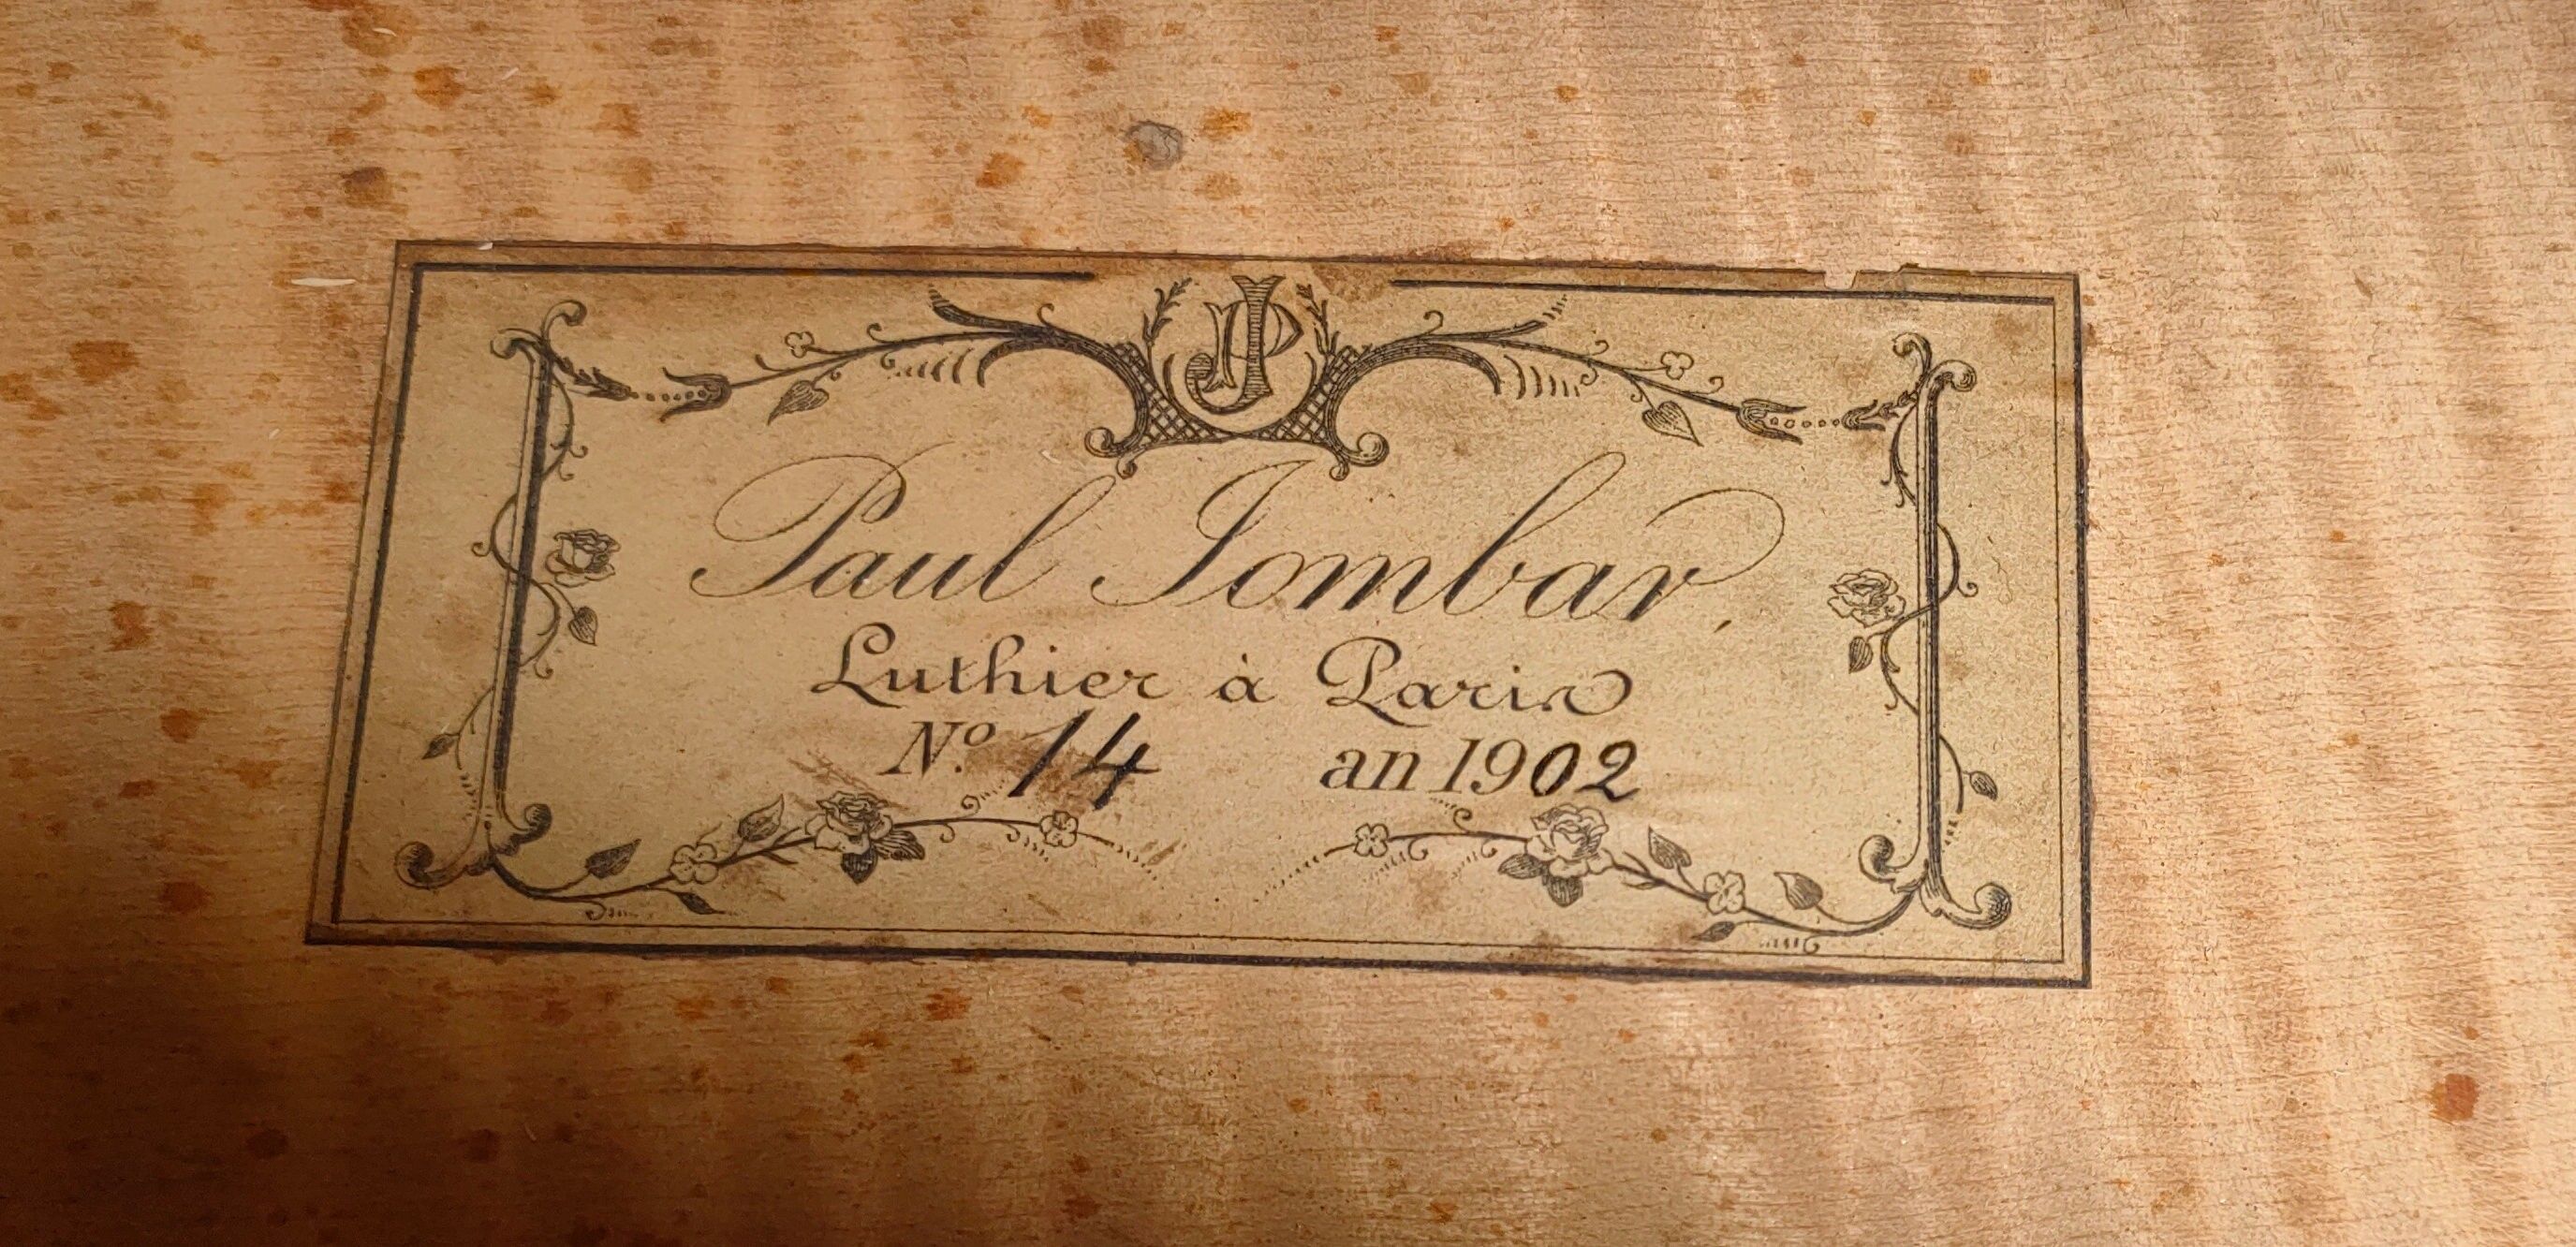 JP
Paul Jombar,
Luthier à Paris
No. 14 an 1902